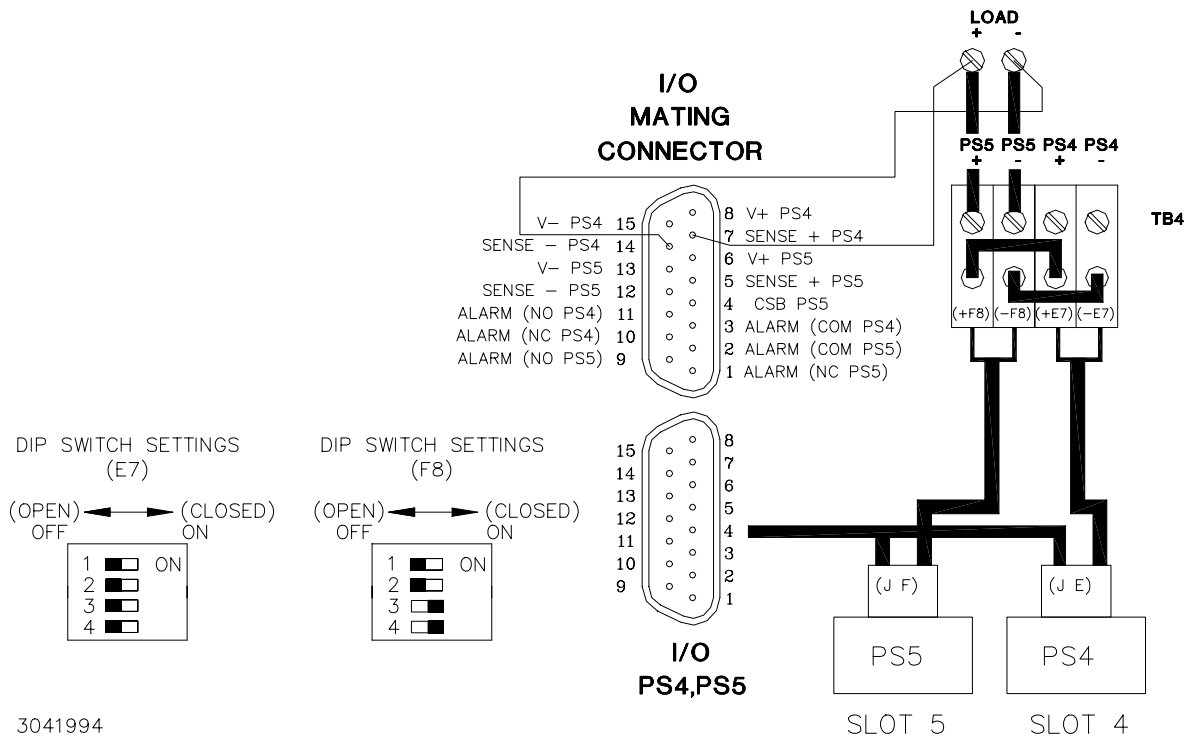 LOAD
+ -
I/O
MATING
CONNECTOR
PS5 PS5 PS4 PS4
+ - + -
TB4
V- PS4 15
SENSE - PS4 14
V- PS5 13
SENSE - PS5 12
ALARM (NO PS4) 11
ALARM (NC PS4) 10
ALARM (NO PS5) 9
8 V+ PS4
7 SENSE + PS4
6 V+ PS5
5 SENSE + PS5
4 CSB PS5
3 ALARM (COM PS4)
2 ALARM (COM PS5)
1 ALARM (NC PS5)
(+F8) (-F8) (+E7) (-E7)
DIP SWITCH SETTINGS
(E7)
(OPEN) (CLOSED)
OFF ON
1 ON
2
3
4
DIP SWITCH SETTINGS
(F8)
(OPEN) (CLOSED)
OFF ON
1 ON
2
3
4
15
14
13
12
11
10
9
8
7
6
5
4
3
2
1
I/O
PS4,PS5
(J F)
PS5
SLOT 5
(J E)
PS4
SLOT 4
3041994